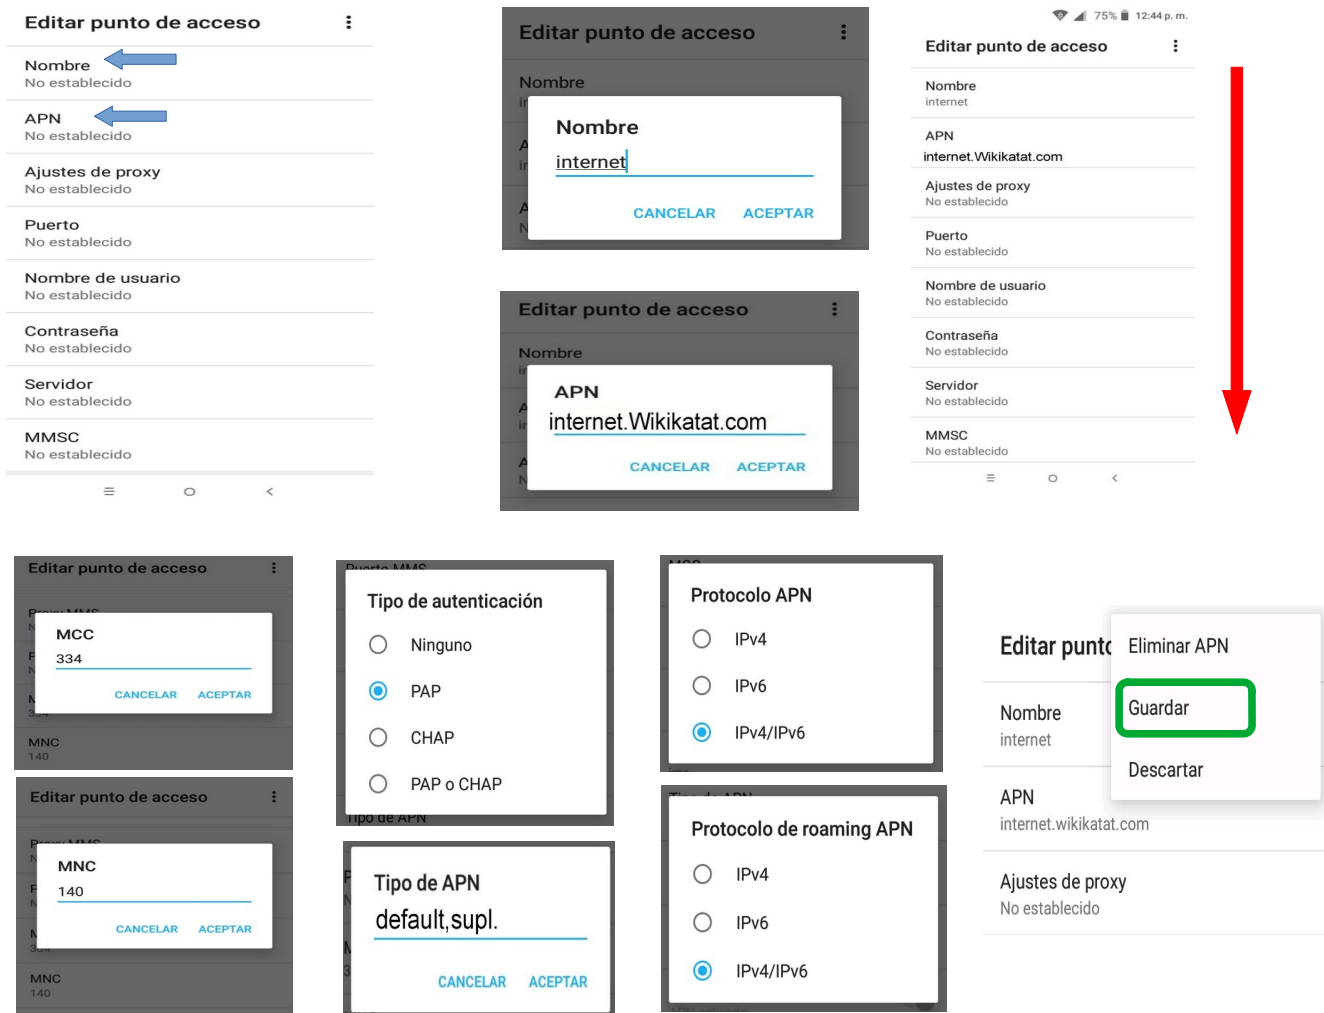 Editar punto de acceso
Nombre
No establecido
APN
No establecido
Ajustes de proxy
No establecido
Puerto
No establecido
Nombre de usuario
No establecido
Contraseña
No establecido
Servidor
No establecido
MMSC
No establecido
Editar punto de acceso
Nombre
Nombre
internet
CANCELAR ACEPTAR
Editar punto de acceso
Nombre
APN
internet.Wikikatat.com
CANCELAR ACEPTAR
75% 12:44 p. m.
Editar punto de acceso
Nombre
internet
APN
internet.Wikikatat.com
Ajustes de proxy
No establecido
Puerto
No establecido
Nombre de usuario
No establecido
Contraseña
No establecido
Servidor
No establecido
MMSC
No establecido
Editar punto de acceso
MCC
334
CANCELAR ACEPTAR
MNC
140
Editar punto de acceso
MNC
140
CANCELAR ACEPTAR
MNC
140
Puerto MMS
Tipo de autenticación
Ninguno
PAP
CHAP
PAP o CHAP
Tipo de APN
Tipo de APN
default,supl.
CANCELAR ACEPTAR
Protocolo APN
IPv4
IPv6
IPv4/IPv6
Tipo de APN
Protocolo de roaming APN
IPv4
IPv6
IPv4/IPv6
Editar punto
Nombre
internet
APN
internet.wikikatat.com
Ajustes de proxy
No establecido
Eliminar APN
Guardar
Descartar